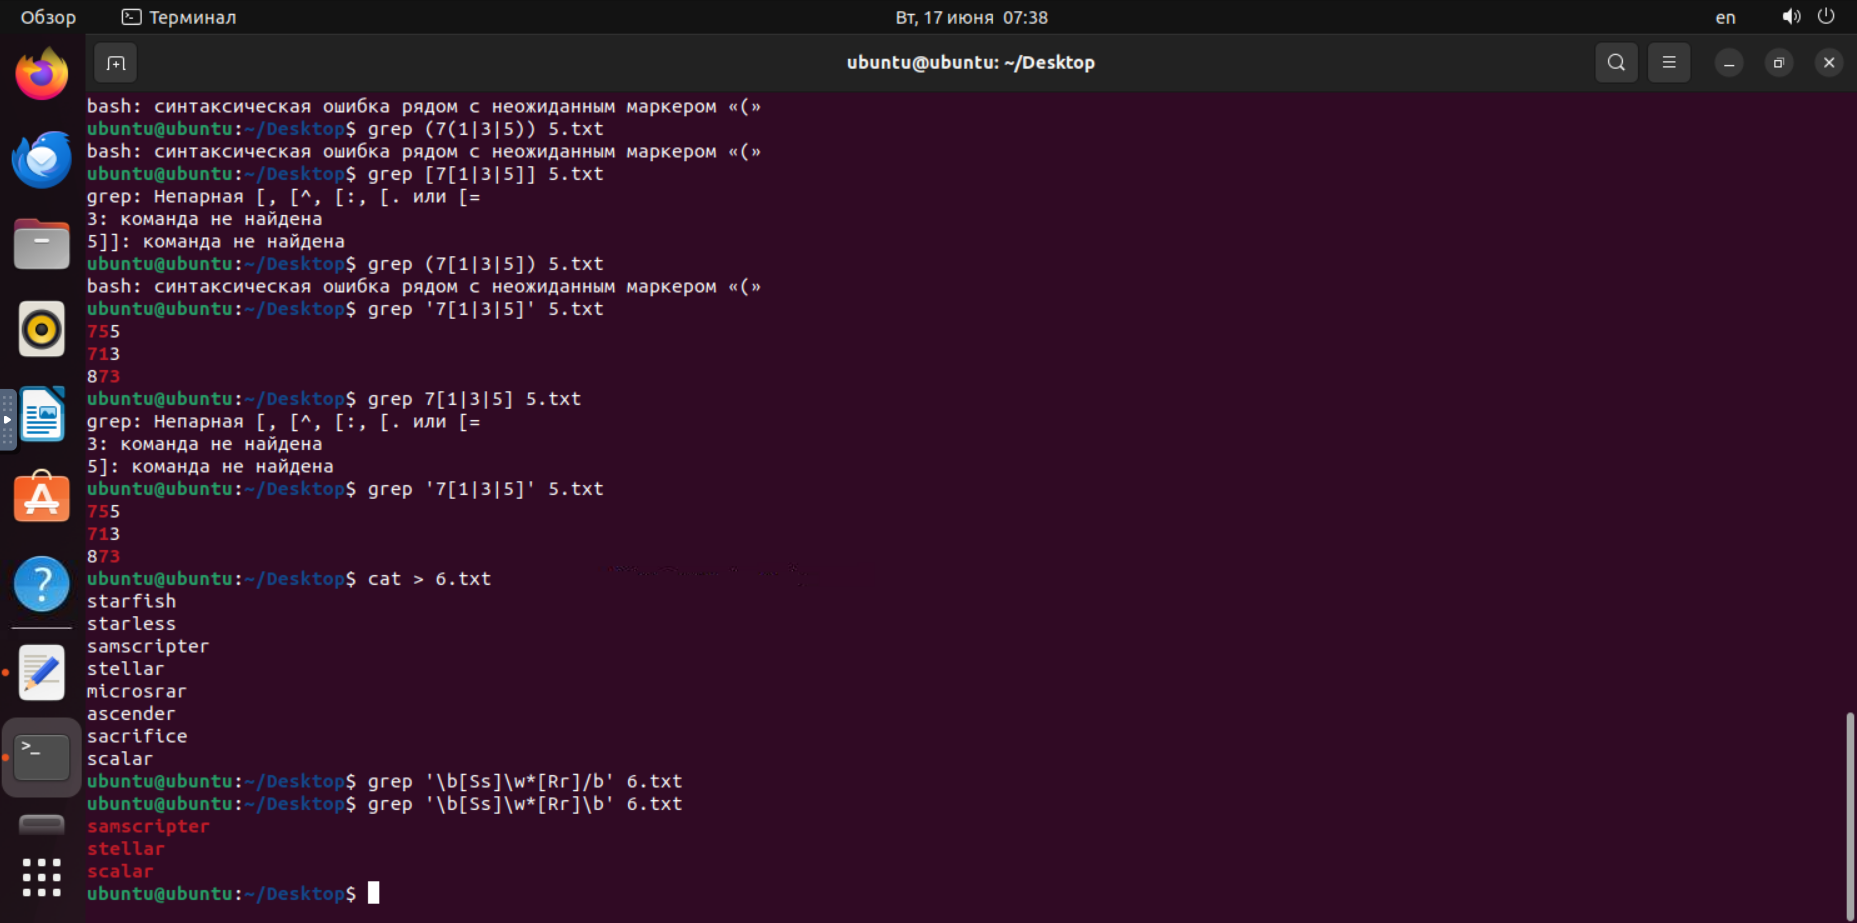 Обзор
Терминал
Вт, 17 июня 07:38
en
ubuntu@ubuntu: ~/Desktop
bash: синтаксическая ошибка рядом с неожиданным маркером «(»
ubuntu@ubuntu:~/Desktop$ grep (7(1|3|5)) 5.txt
bash: синтаксическая ошибка рядом с неожиданным маркером «(»
ubuntu@ubuntu:~/Desktop$ grep [7[1|3|5]] 5.txt
grep: Непарная [, [^, [:, [. или [=
3: команда не найдена
5]]: команда не найдена
ubuntu@ubuntu:~/Desktop$ grep (7[1|3|5]) 5.txt
bash: синтаксическая ошибка рядом с неожиданным маркером «(»
ubuntu@ubuntu:~/Desktop$ grep '7[1|3|5]' 5.txt
755
713
873
ubuntu@ubuntu:~/Desktop$ grep 7[1|3|5] 5.txt
grep: Непарная [, [^, [:, [. или [=
3: команда не найдена
5]: команда не найдена
ubuntu@ubuntu:~/Desktop$ grep '7[1|3|5]' 5.txt
755
713
873
ubuntu@ubuntu:~/Desktop$ cat > 6.txt
starfish
starless
samscripter
stellar
microsrar
ascender
sacrifice
scalar
ubuntu@ubuntu:~/Desktop$ grep '\b[Ss]\w*[Rr]/b' 6.txt
ubuntu@ubuntu:~/Desktop$ grep '\b[Ss]\w*[Rr]\b' 6.txt
samscripter
stellar
scalar
ubuntu@ubuntu:~/Desktop$